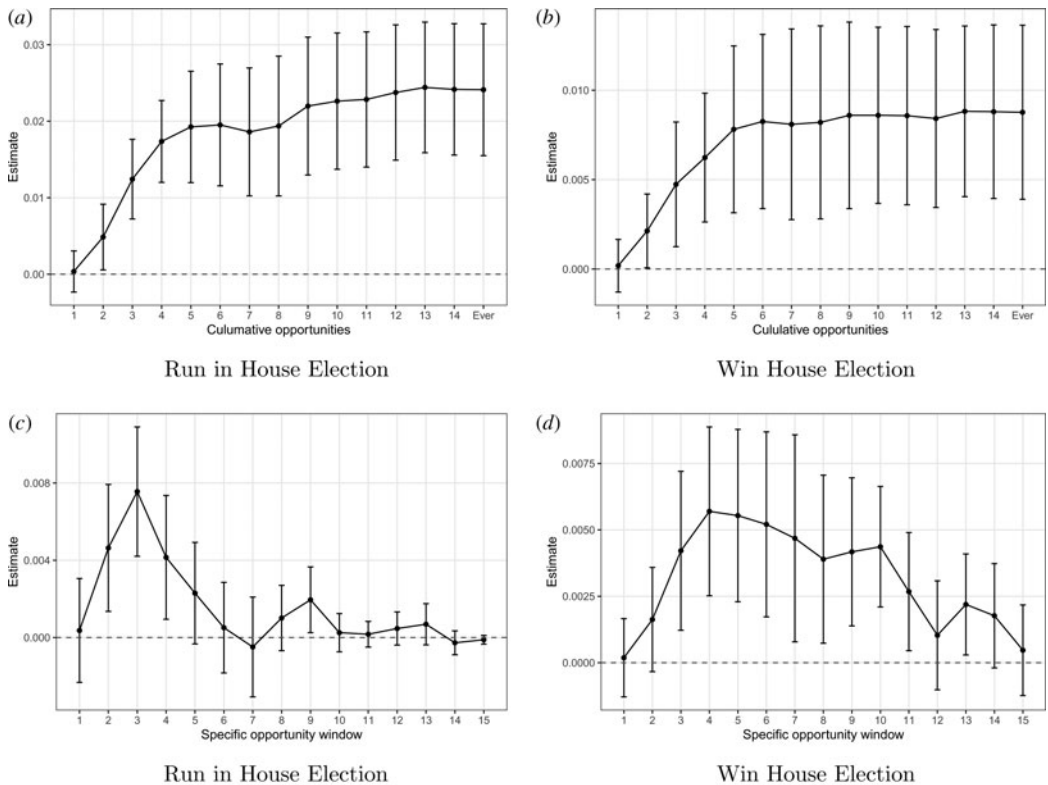 (a)
Estimate
0.03
0.02
0.01
0.00
1 2 3 4 5 6 7 8 9 10 11 12 13 14 Ever
Culumative opportunities
Run in House Election
(b)
Estimate
0.010
0.005
0.000
1 2 3 4 5 6 7 8 9 10 11 12 13 14 Ever
Cululative opportunities
Win House Election
(c)
Estimate
0.008
0.004
0.000
1 2 3 4 5 6 7 8 9 10 11 12 13 14 15
Specific opportunity window
Run in House Election
(d)
Estimate
0.0075
0.0050
0.0025
0.0000
1 2 3 4 5 6 7 8 9 10 11 12 13 14 15
Specific opportunity window
Win House Election